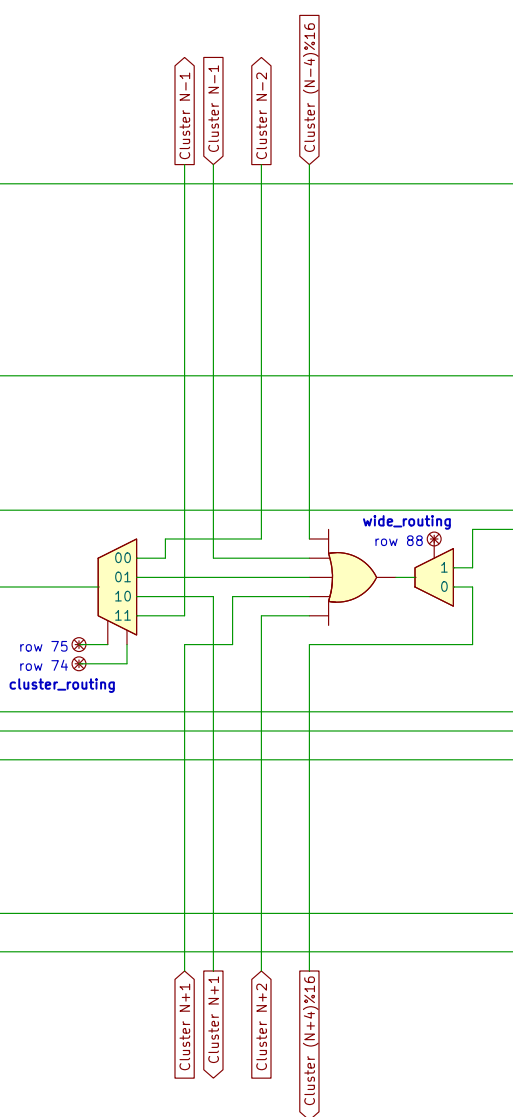 Cluster N−1
Cluster N−1
Cluster N−2
Cluster (N−4)%16
wide_routing
row 88
1
0
00
01
10
11
row 75
row 74
cluster_routing
Cluster N+1
Cluster N+1
Cluster N+2
Cluster (N+4)%16